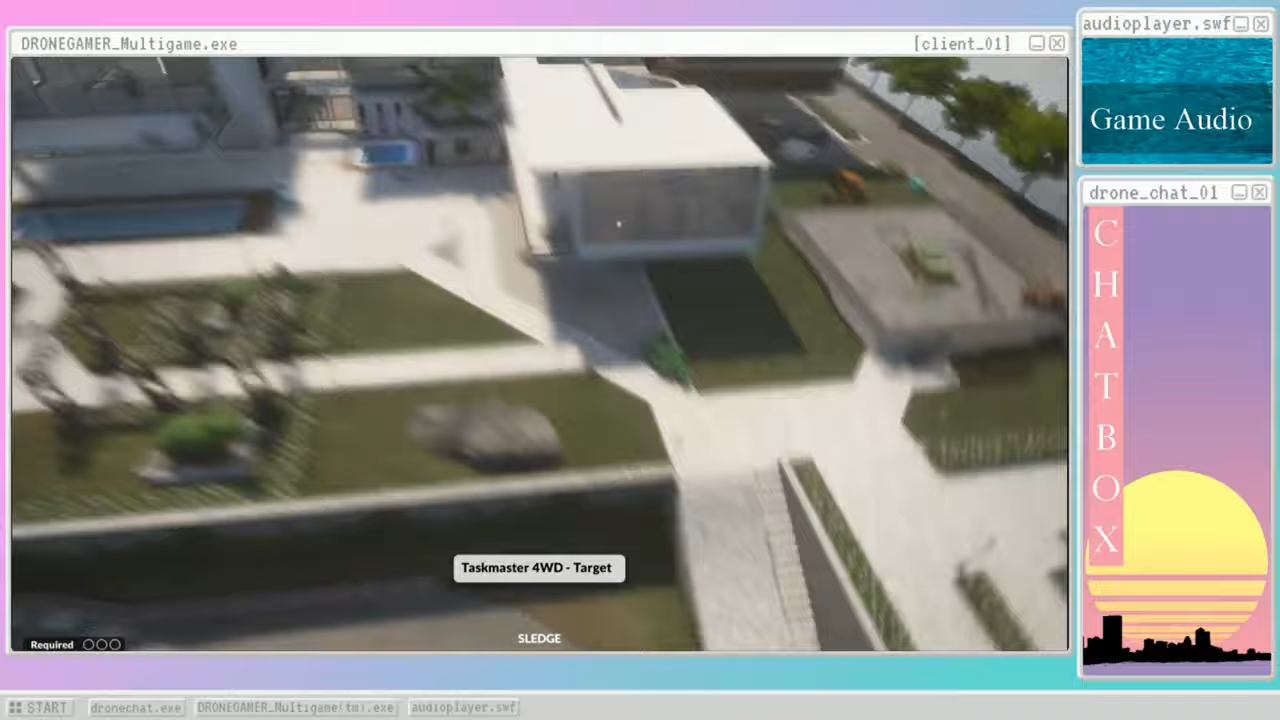 DRONEGAMER_Multigame.exe
[client_01]
audioplayer.swf
Game Audio
drone_chat_01
CHATBOX
Taskmaster 4WD - Target
SLEDGE
Required
START
dronechat.exe
DRONEGAMER_Multigame(tm).exe
audioplayer.swf